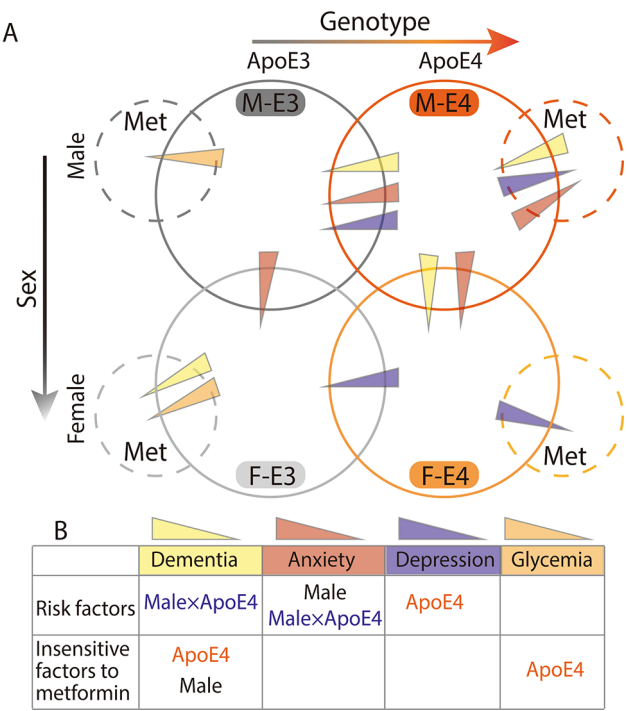 A
Genotype
ApoE3
ApoE4
M-E3
M-E4
Met
Met
Male
Sex
Female
Met
Met
F-E3
F-E4
B
Dementia
Anxiety
Depression
Glycemia
Risk factors
Male×ApoE4
Male
Male×ApoE4
ApoE4
Insensitive
factors to
metformin
ApoE4
Male
ApoE4